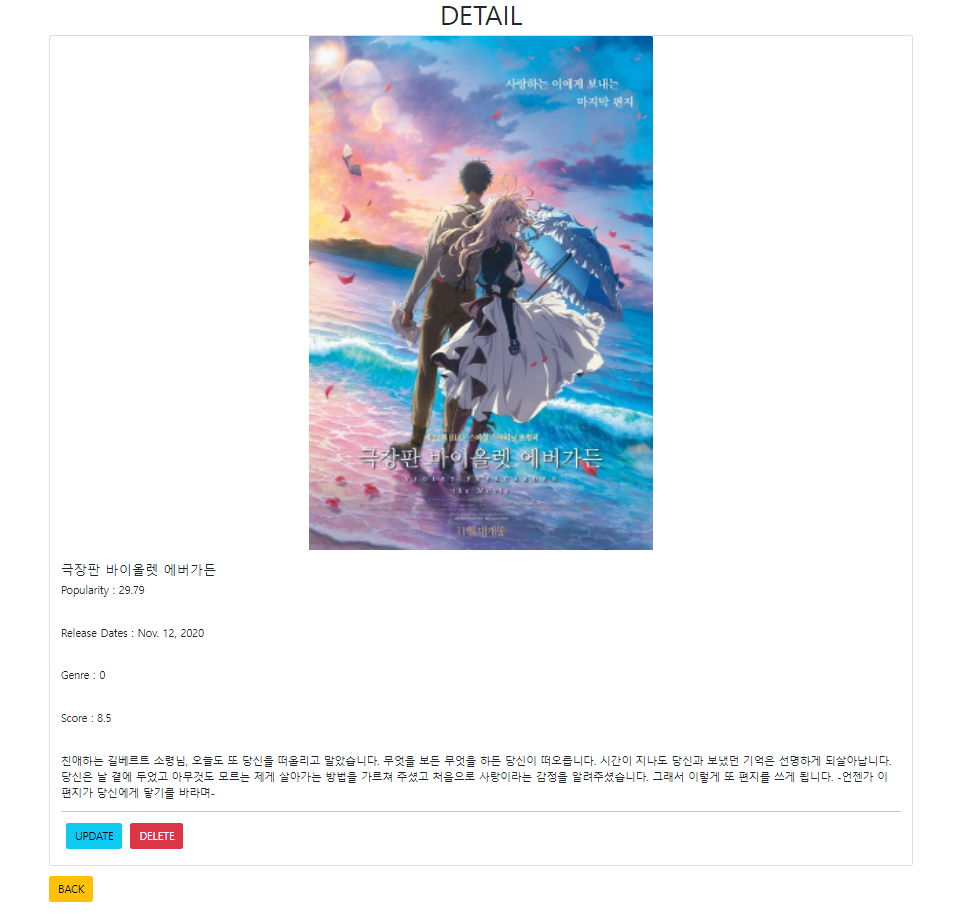 DETAIL
사랑하는 이에게 보내는
마지막 편지
극장판 바이올렛 에버가든
VIOLET EVERGARDEN
the Movie
11월 대개봉
극장판 바이올렛 에버가든
Popularity : 29.79
Release Dates : Nov. 12, 2020
Genre : 0
Score : 8.5
친애하는 길베르트 소령님, 오늘도 또 당신을 떠올리고 말았습니다. 무엇을 보든 무엇을 하든 당신이 떠오릅니다. 시간이 지나도 당신과 보냈던 기억은 선명하게 되살아납니다.
당신은 날 곁에 두었고 아무것도 모르는 제게 살아가는 방법을 가르쳐 주셨고 처음으로 사랑이라는 감정을 알려주셨습니다. 그래서 이렇게 또 편지를 쓰게 됩니다. -언젠가 이
편지가 당신에게 닿기를 바라며-
UPDATE DELETE
BACK